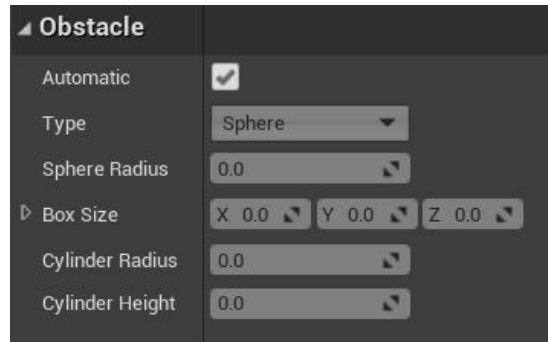 Obstacle
Automatic
Type Sphere
Sphere Radius 0.0
Box Size X 0.0 Y 0.0 Z 0.0
Cylinder Radius 0.0
Cylinder Height 0.0